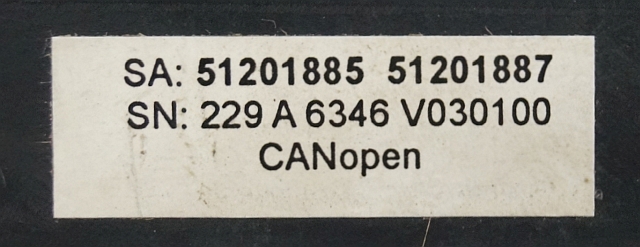 SA: 51201885 51201887
SN: 229 A 6346 V030100
CANopen